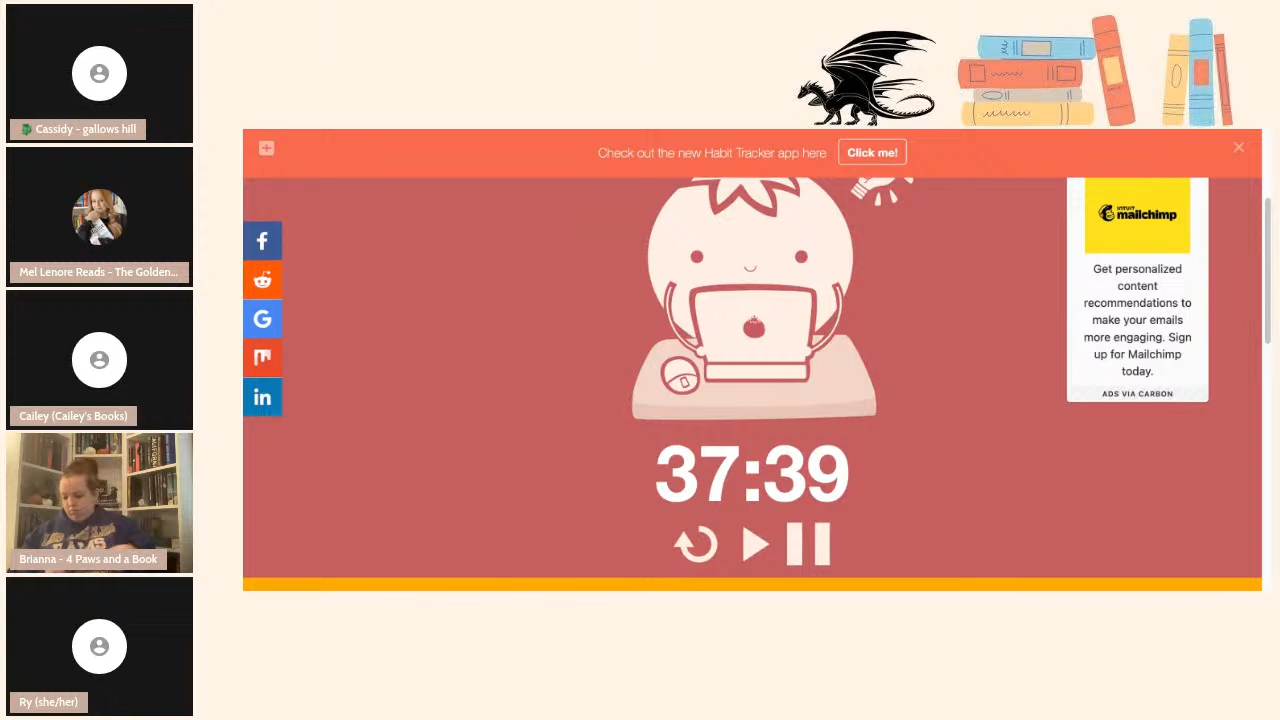 🐉 Cassidy - gallows hill
Mel Lenore Reads - The Golden...
Cailey (Cailey's Books)
Brianna - 4 Paws and a Book
Ry (she/her)
Check out the new Habit Tracker app here
Click me!
INTUIT
mailchimp
Get personalized
content
recommendations to
make your emails
more engaging. Sign
up for Mailchimp
today.
ADS VIA CARBON
37:39